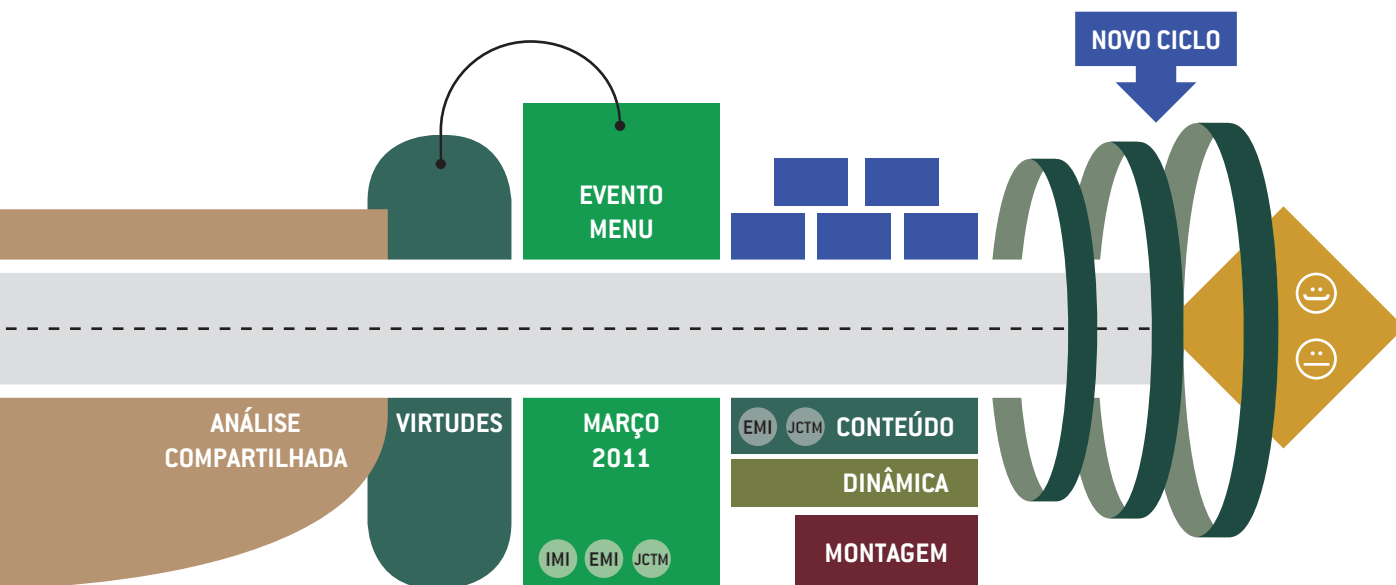 NOVO CICLO
EVENTO
MENU
ANÁLISE
COMPARTILHADA
VIRTUDES
MARÇO
2011
IMI EMI JCTM
EMI JCTM CONTEÚDO
DINÂMICA
MONTAGEM